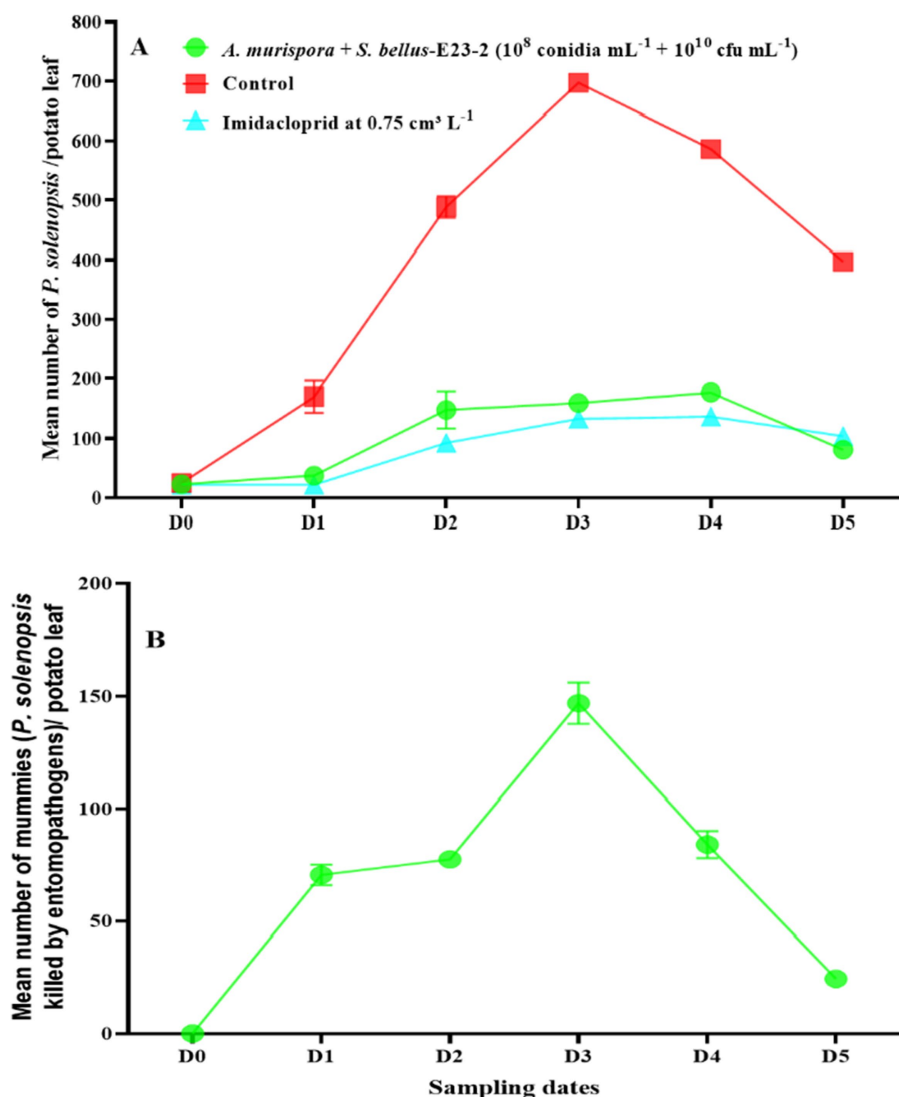 A
A. murispora + S. bellus-E23-2 (10⁸ conidia mL⁻¹ + 10¹⁰ cfu mL⁻¹)
Control
Imidacloprid at 0.75 cm³ L⁻¹
Mean number of P. solenopsis /potato leaf
800
700
600
500
400
300
200
100
0
D0 D1 D2 D3 D4 D5
B
Mean number of mummies (P. solenopsis
killed by entomopathogens)/ potato leaf
200
150
100
50
0
D0 D1 D2 D3 D4 D5
Sampling dates